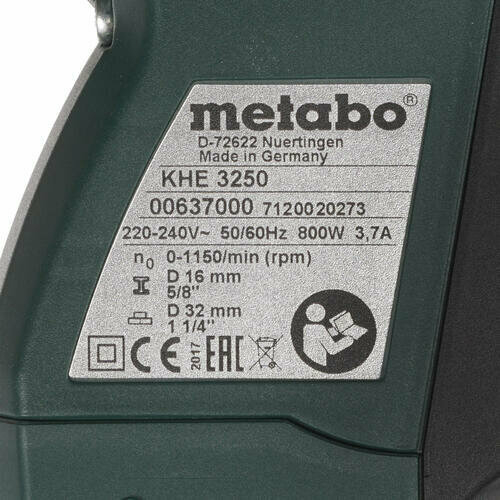 metabo®
D-72622 Nuertingen
Made in Germany
KHE 3250
00637000 7120020273
220-240V~ 50/60Hz 800W 3,7A
n0 0-1150/min (rpm)
D 16 mm
5/8"
D 32 mm
1 1/4"
CE 2017 EAC